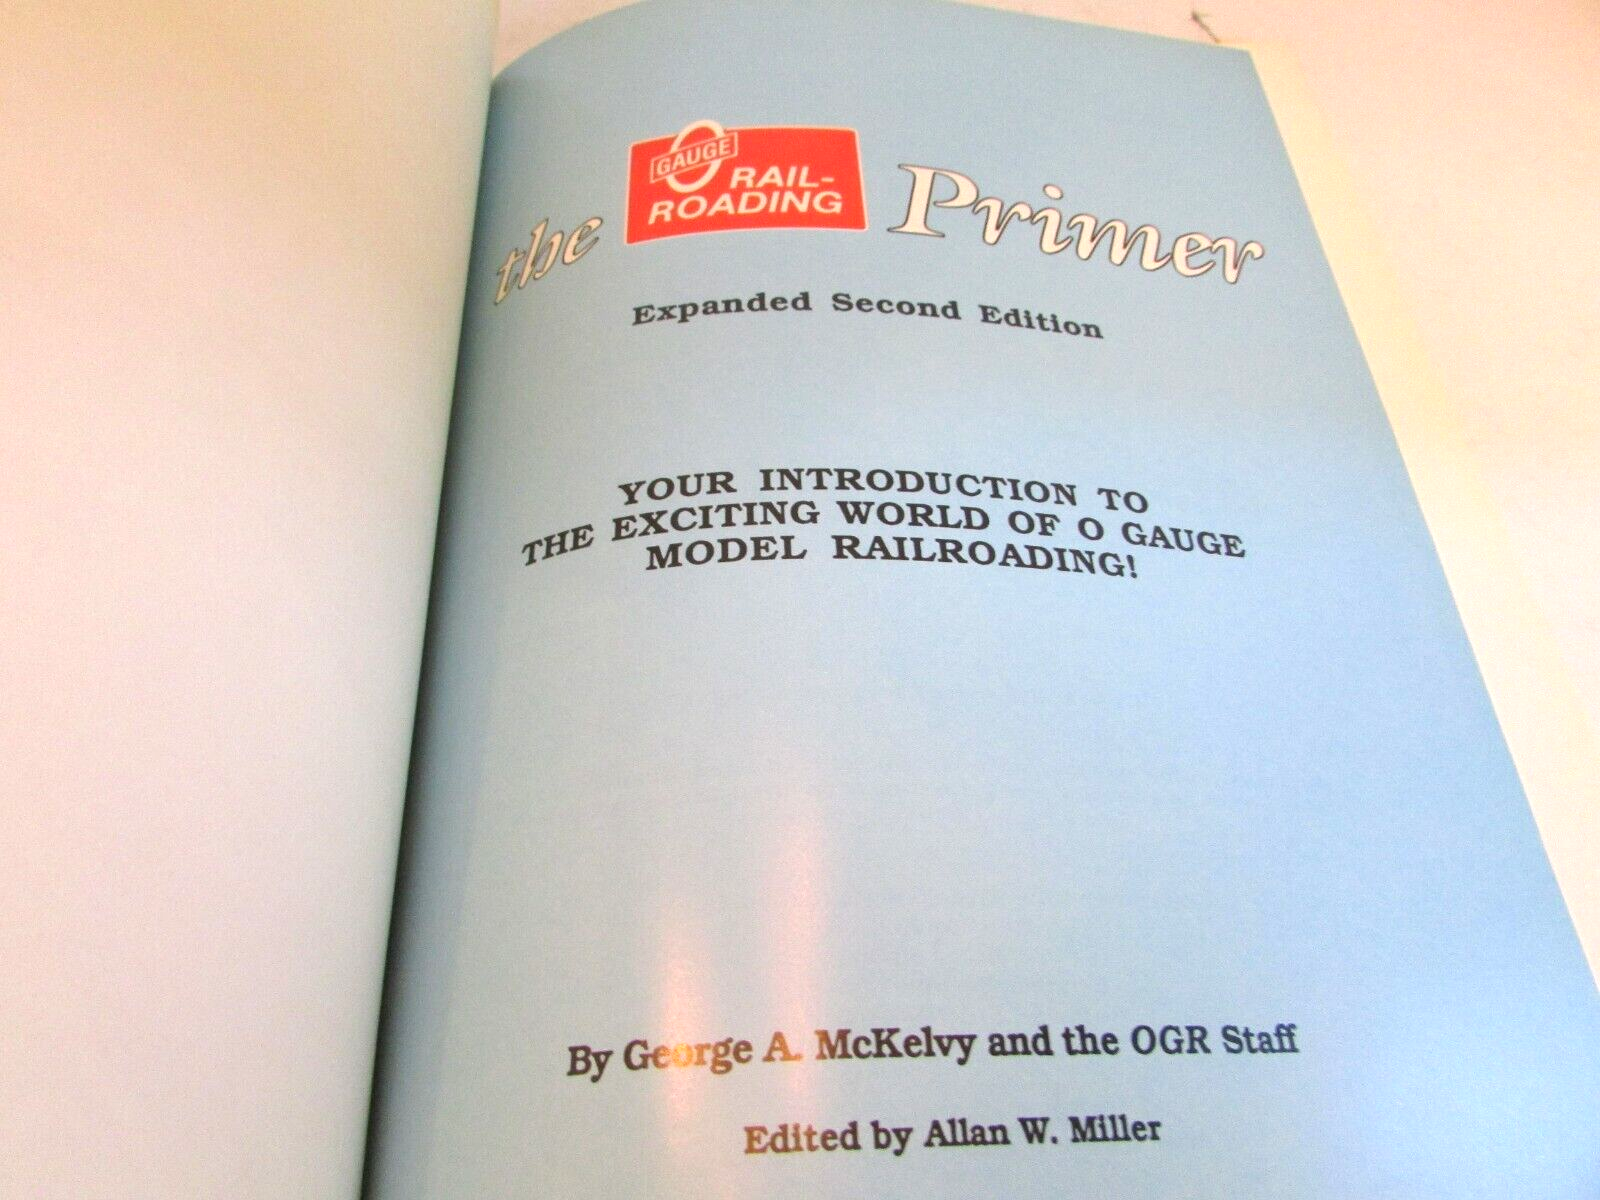 the O GAUGE RAIL-
ROADING Primer
Expanded Second Edition
YOUR INTRODUCTION TO
THE EXCITING WORLD OF O GAUGE
MODEL RAILROADING!
By George A. McKelvy and the OGR Staff
Edited by Allan W. Miller